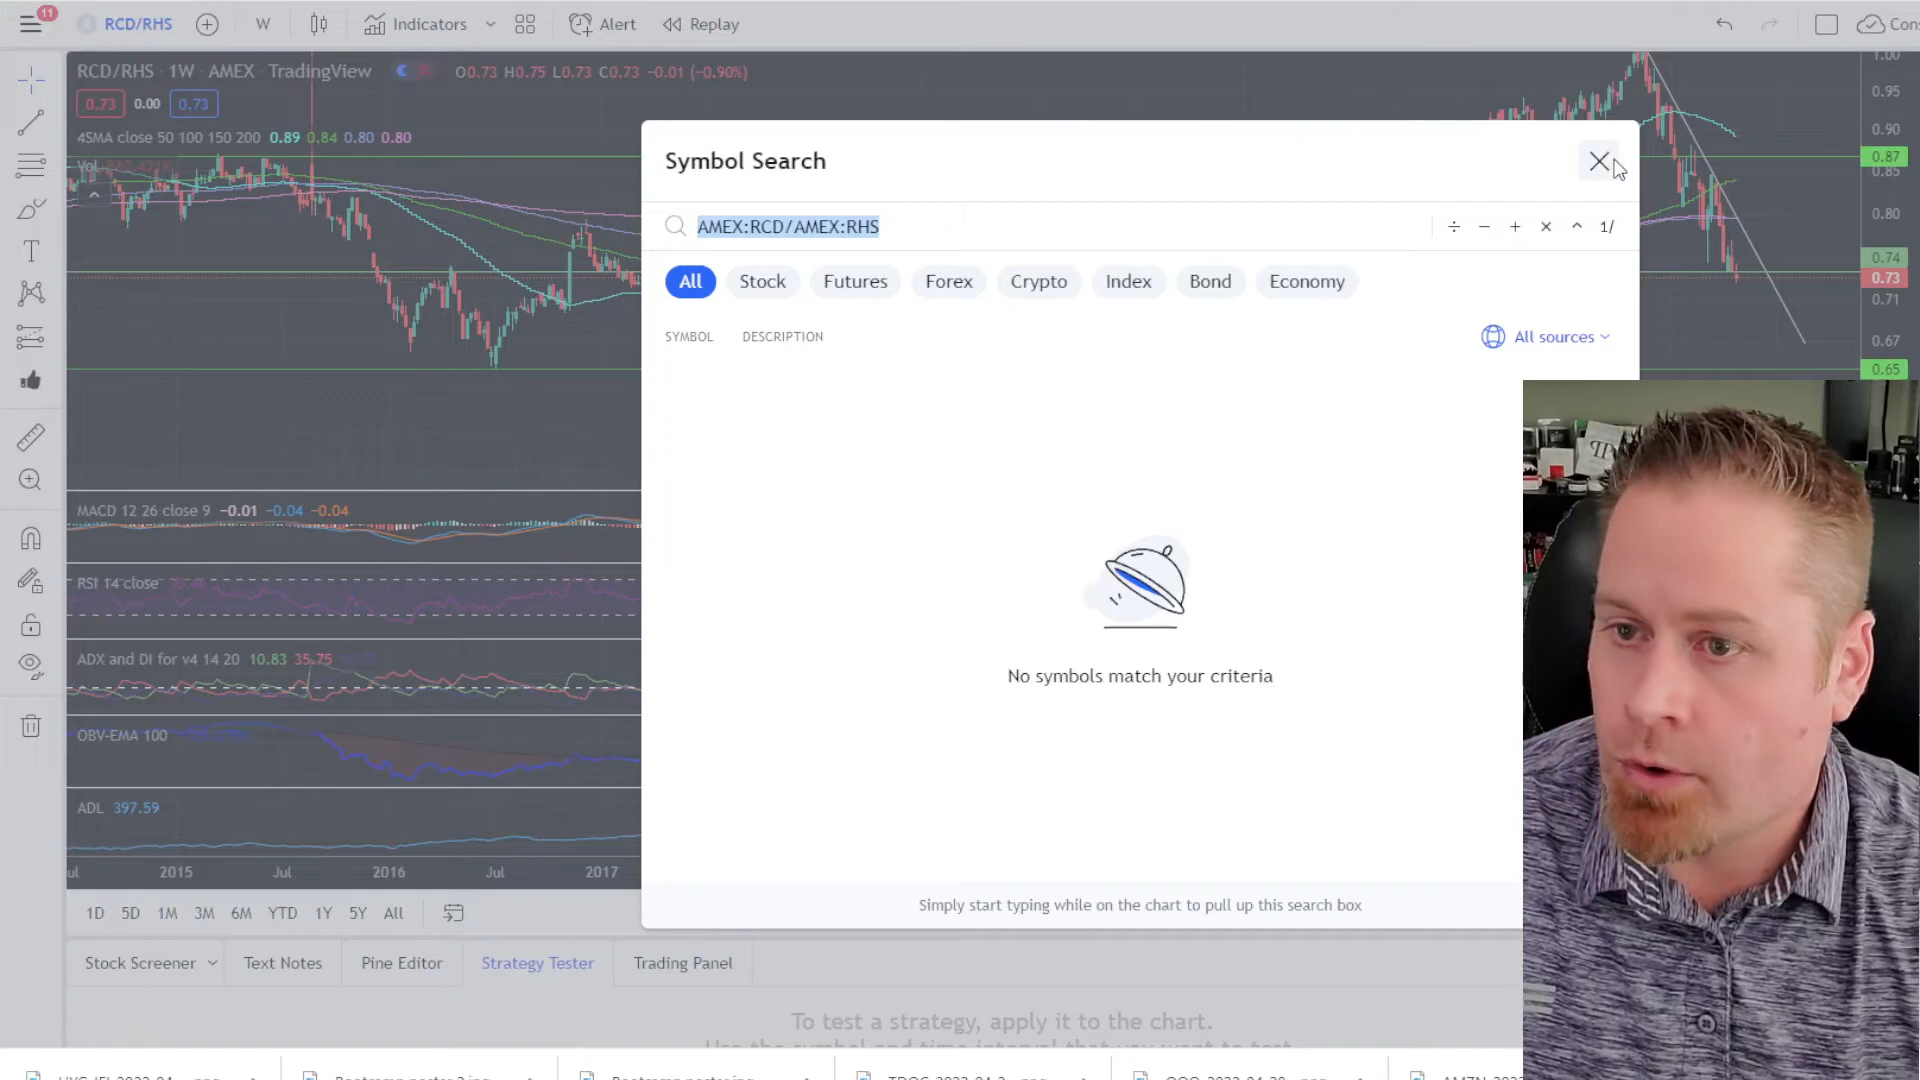 11
RCD/RHS
W
Indicators
Alert
Replay
RCD/RHS · 1W · AMEX · TradingView
O0.73 H0.75 L0.73 C0.73 −0.01 (−0.90%)
0.73
0.00
0.73
4SMA close 50 100 150 200 0.89 0.84 0.80 0.80
Vol
1.00
0.95
0.90
0.87
0.85
0.80
0.74
0.73
0.71
0.67
0.65
Symbol Search
AMEX:RCD/AMEX:RHS
÷ − + × ^ 1/
All
Stock
Futures
Forex
Crypto
Index
Bond
Economy
SYMBOL
DESCRIPTION
All sources
No symbols match your criteria
Simply start typing while on the chart to pull up this search box
MACD 12 26 close 9 −0.01 −0.04 −0.04
RSI 14 close
ADX and DI for v4 14 20 10.83 35.75
OBV-EMA 100
ADL 397.59
2015
Jul
2016
Jul
2017
1D
5D
1M
3M
6M
YTD
1Y
5Y
All
Stock Screener
Text Notes
Pine Editor
Strategy Tester
Trading Panel
To test a strategy, apply it to the chart.